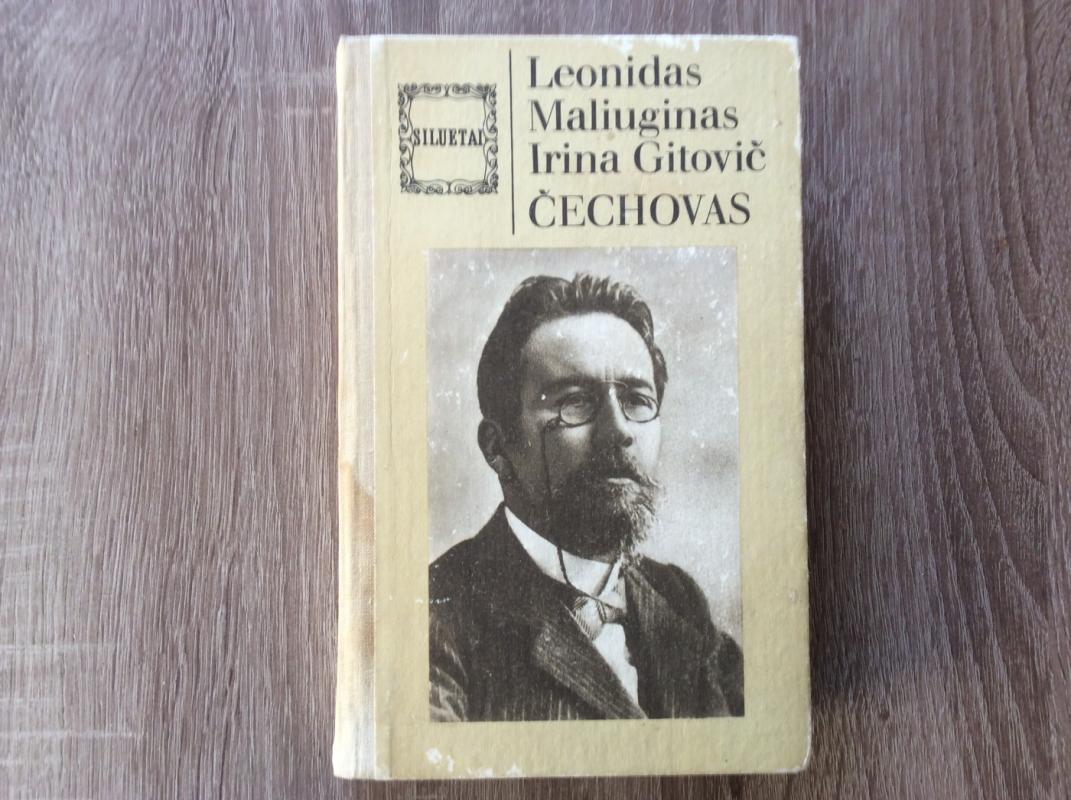 SILUETAI
Leonidas
Maliuginas
Irina Gitovič
ČECHOVAS